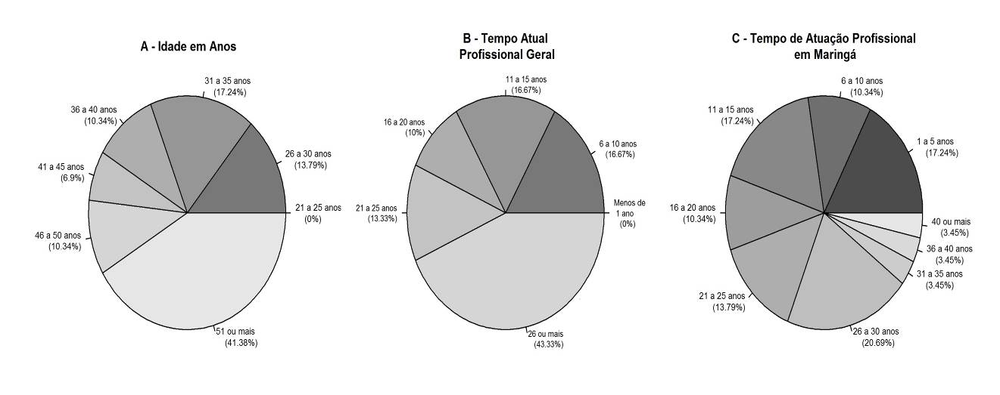 A - Idade em Anos
31 a 35 anos
(17.24%)
36 a 40 anos
(10.34%)
26 a 30 anos
(13.79%)
41 a 45 anos
(6.9%)
21 a 25 anos
(0%)
46 a 50 anos
(10.34%)
51 ou mais
(41.38%)
B - Tempo Atual
Profissional Geral
11 a 15 anos
(16.67%)
16 a 20 anos
(10%)
6 a 10 anos
(16.67%)
21 a 25 anos
(13.33%)
Menos de
1 ano
(0%)
26 ou mais
(43.33%)
C - Tempo de Atuação Profissional
em Maringá
6 a 10 anos
(10.34%)
11 a 15 anos
(17.24%)
1 a 5 anos
(17.24%)
16 a 20 anos
(10.34%)
40 ou mais
(3.45%)
36 a 40 anos
(3.45%)
31 a 35 anos
(3.45%)
21 a 25 anos
(13.79%)
26 a 30 anos
(20.69%)